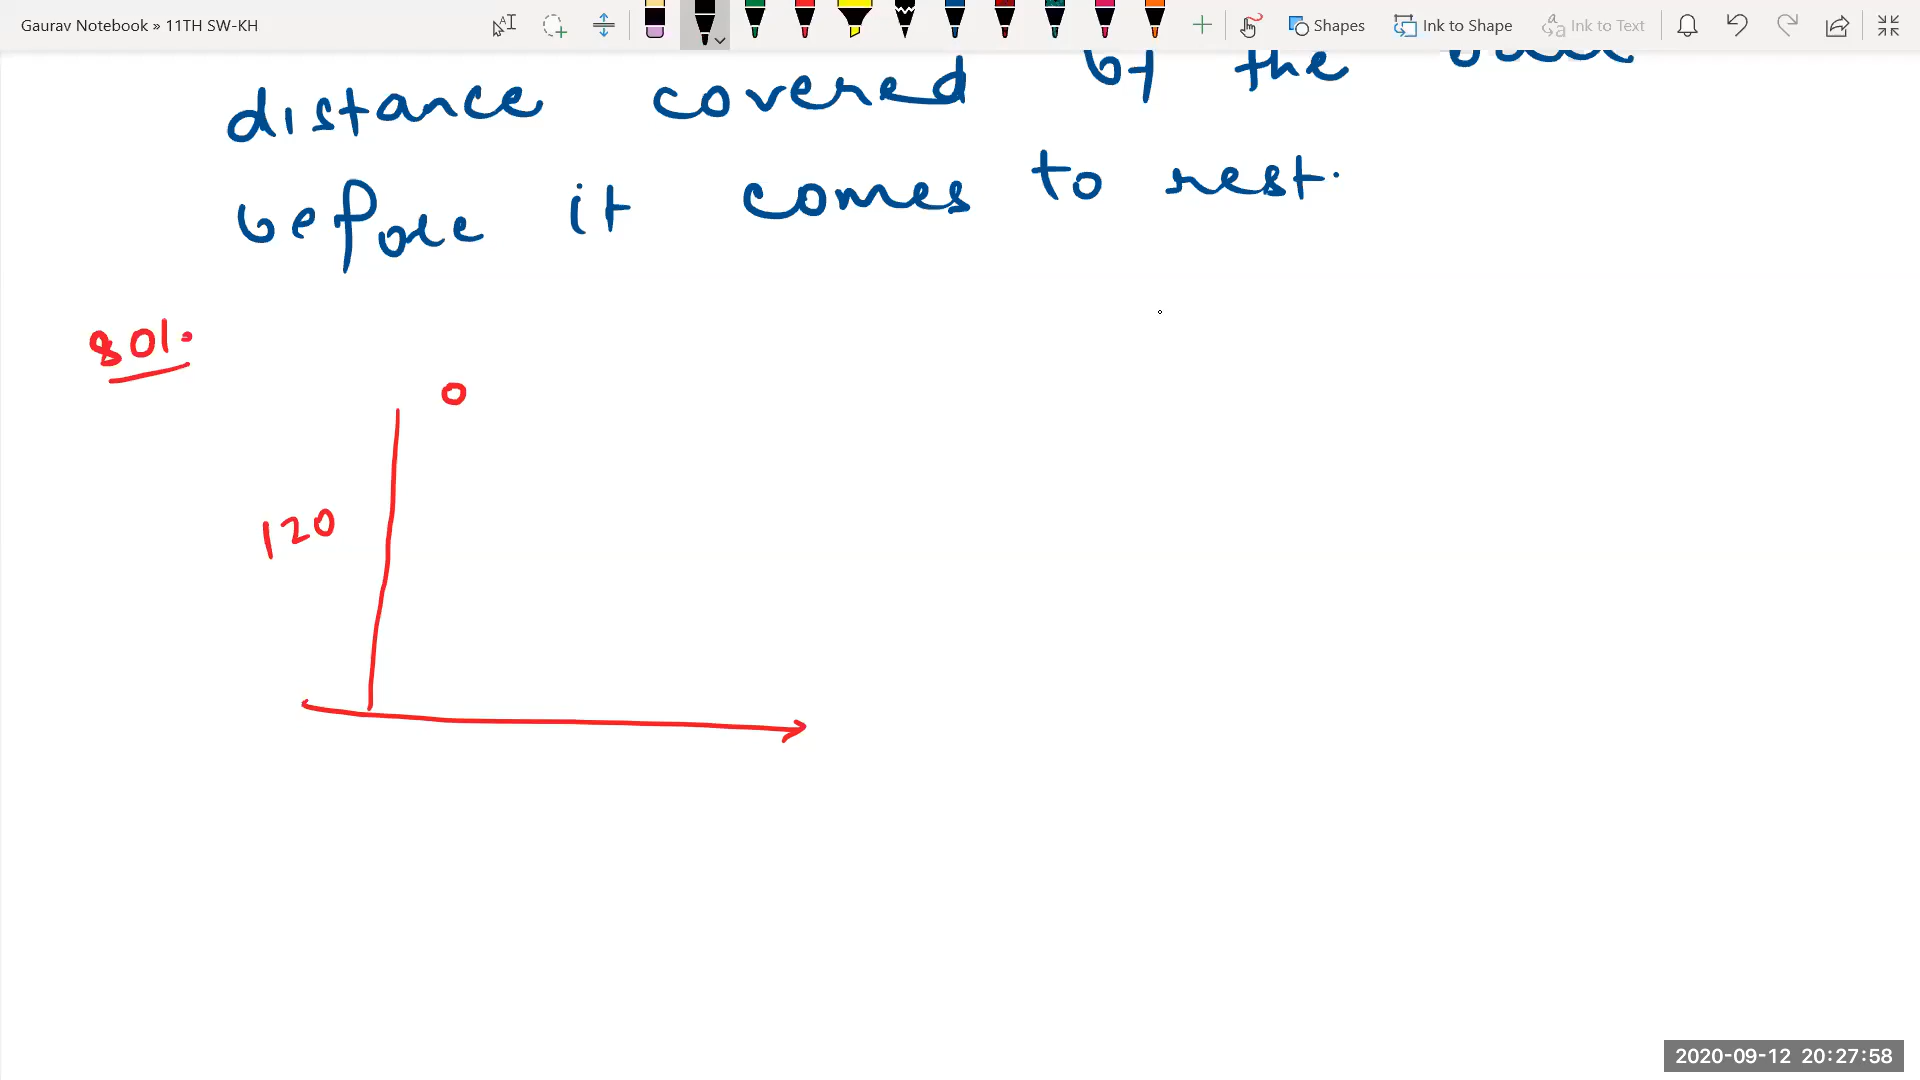 Gaurav Notebook » 11TH SW-KH
Shapes
Ink to Shape
Ink to Text
distance covered by the
before it comes to rest.
Sol.
120
2020-09-12 20:27:58